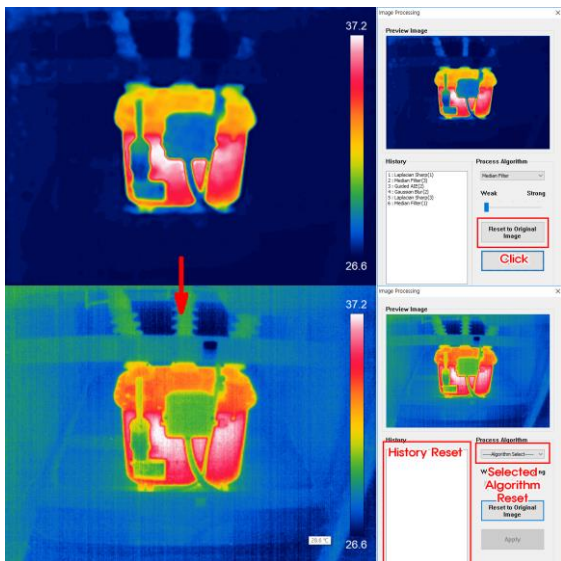 37.2
26.6
Image Processing
Preview Image
History
1 : Laplacian Sharp(1)
2 : Median Filter(3)
3 : Guided AIE(2)
4 : Gaussian Blur(2)
5 : Laplacian Sharp(3)
6 : Median Filter(1)
Process Algorithm
Median Filter
Weak Strong
Reset to Original
Image
Click
37.2
26.6
Image Processing
Preview Image
History
History Reset
Process Algorithm
-----Algorithm Select-----
Selected
Algorithm
Reset
Reset to Original
Image
Apply